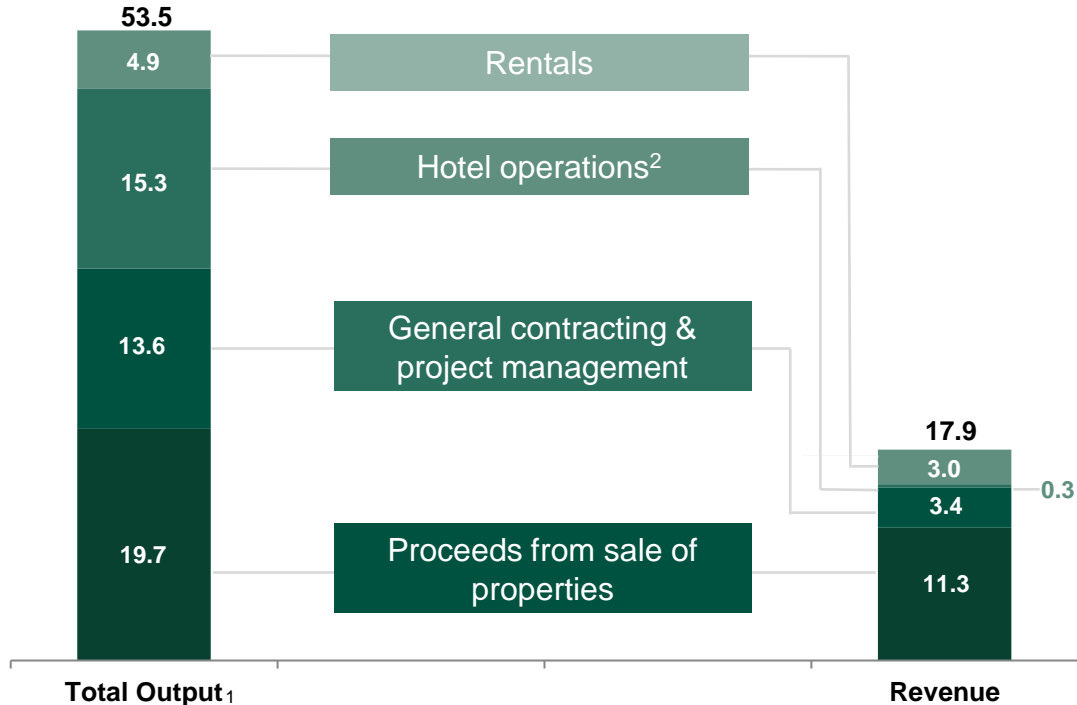 53.5
4.9
Rentals
15.3
Hotel operations²
13.6
General contracting &
project management
17.9
3.0
0.3
3.4
19.7
Proceeds from sale of
properties
11.3
Total Output₁
Revenue